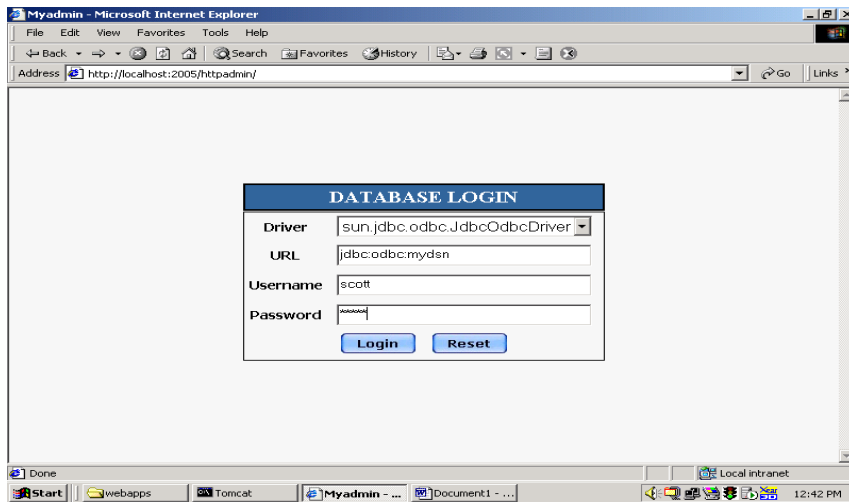 Myadmin - Microsoft Internet Explorer
File Edit View Favorites Tools Help
Back Search Favorites History
Address http://localhost:2005/httpadmin/ Go Links
DATABASE LOGIN
Driver sun.jdbc.odbc.JdbcOdbcDriver
URL jdbc:odbc:mydsn
Username scott
Password *****
Login Reset
Done Local intranet
Start webapps Tomcat Myadmin - ... Document1 - ... 12:42 PM